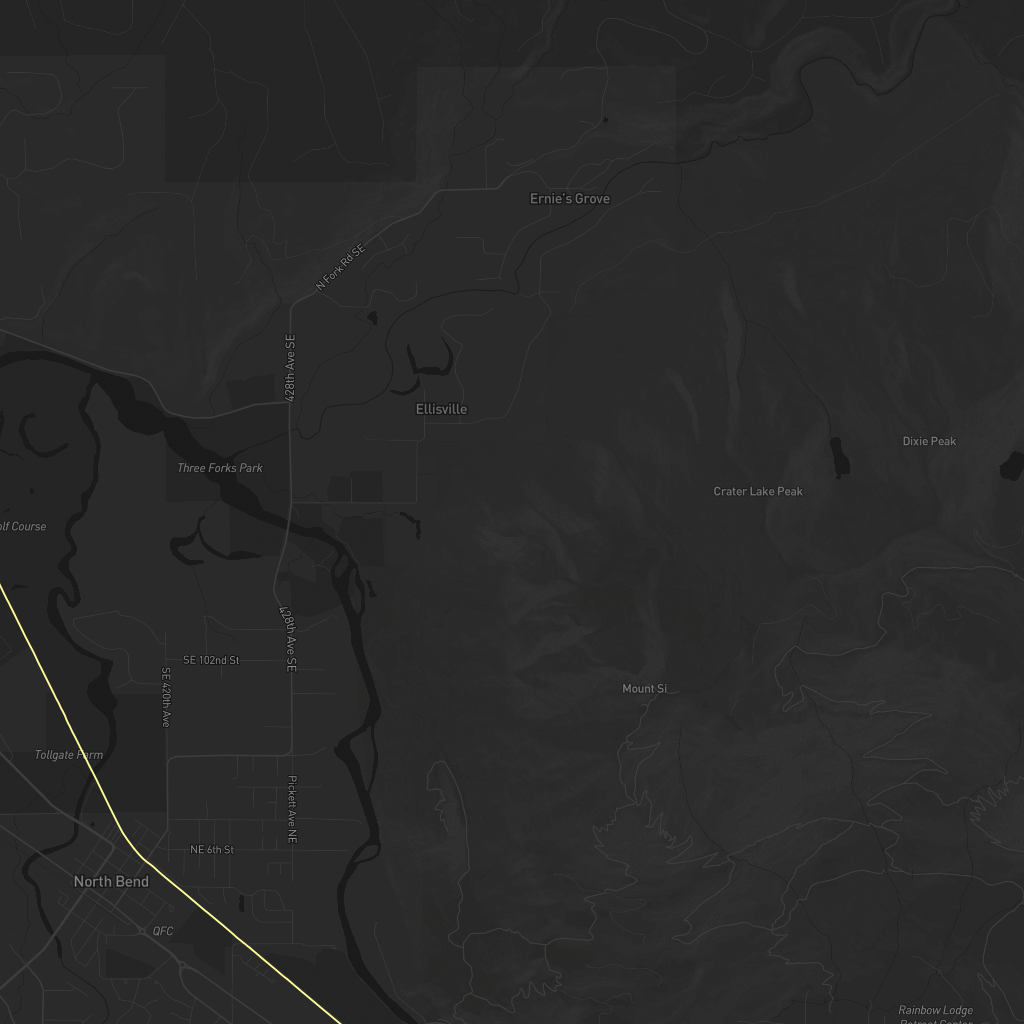 Ernie's Grove
N Fork Rd SE
428th Ave SE
Ellisville
Three Forks Park
Dixie Peak
Crater Lake Peak
olf Course
428th Ave SE
SE 102nd St
SE 420th Ave
Mount Si
Tollgate Farm
Pickett Ave NE
NE 6th St
North Bend
QFC
Rainbow Lodge
Retreat Center